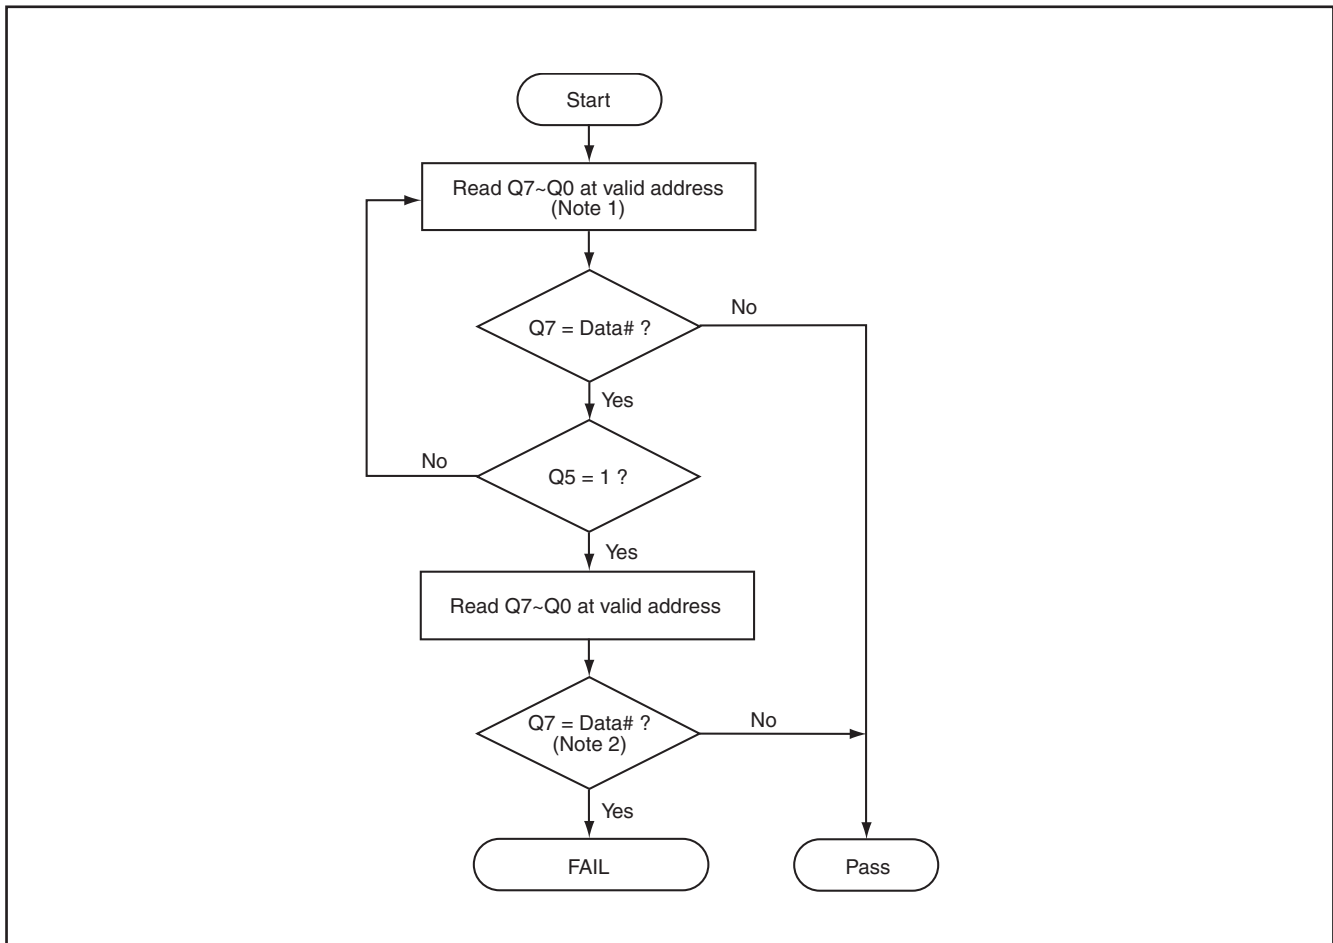 Start
Read Q7~Q0 at valid address
(Note 1)
Q7 = Data# ?
No
Yes
Q5 = 1 ?
No
Yes
Read Q7~Q0 at valid address
Q7 = Data# ?
(Note 2)
No
Yes
FAIL
Pass